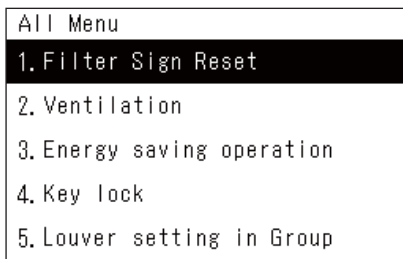 All Menu
1. Filter Sign Reset
2. Ventilation
3. Energy saving operation
4. Key lock
5. Louver setting in Group